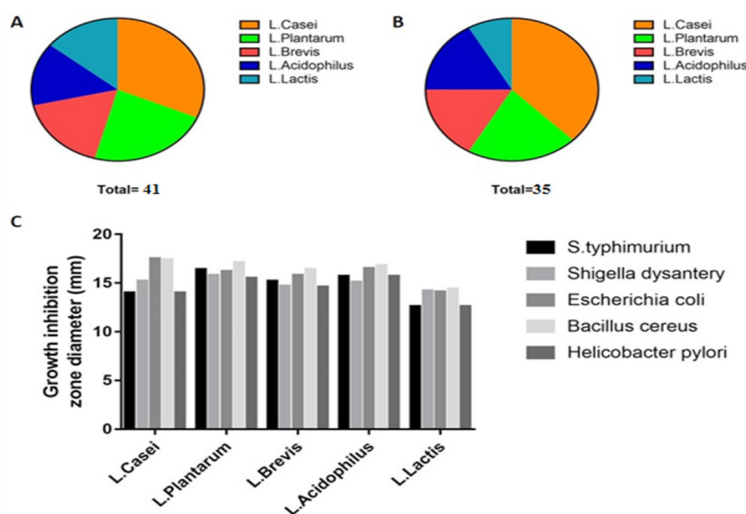 A
L.Casei
L.Plantarum
L.Brevis
L.Acidophilus
L.Lactis
Total= 41
B
L.Casei
L.Plantarum
L.Brevis
L.Acidophilus
L.Lactis
Total=35
C
Growth inhibition
zone diameter (mm)
20
15
10
5
0
L.Casei
L.Plantarum
L.Brevis
L.Acidophilus
L.Lactis
S.typhimurium
Shigella dysantery
Escherichia coli
Bacillus cereus
Helicobacter pylori